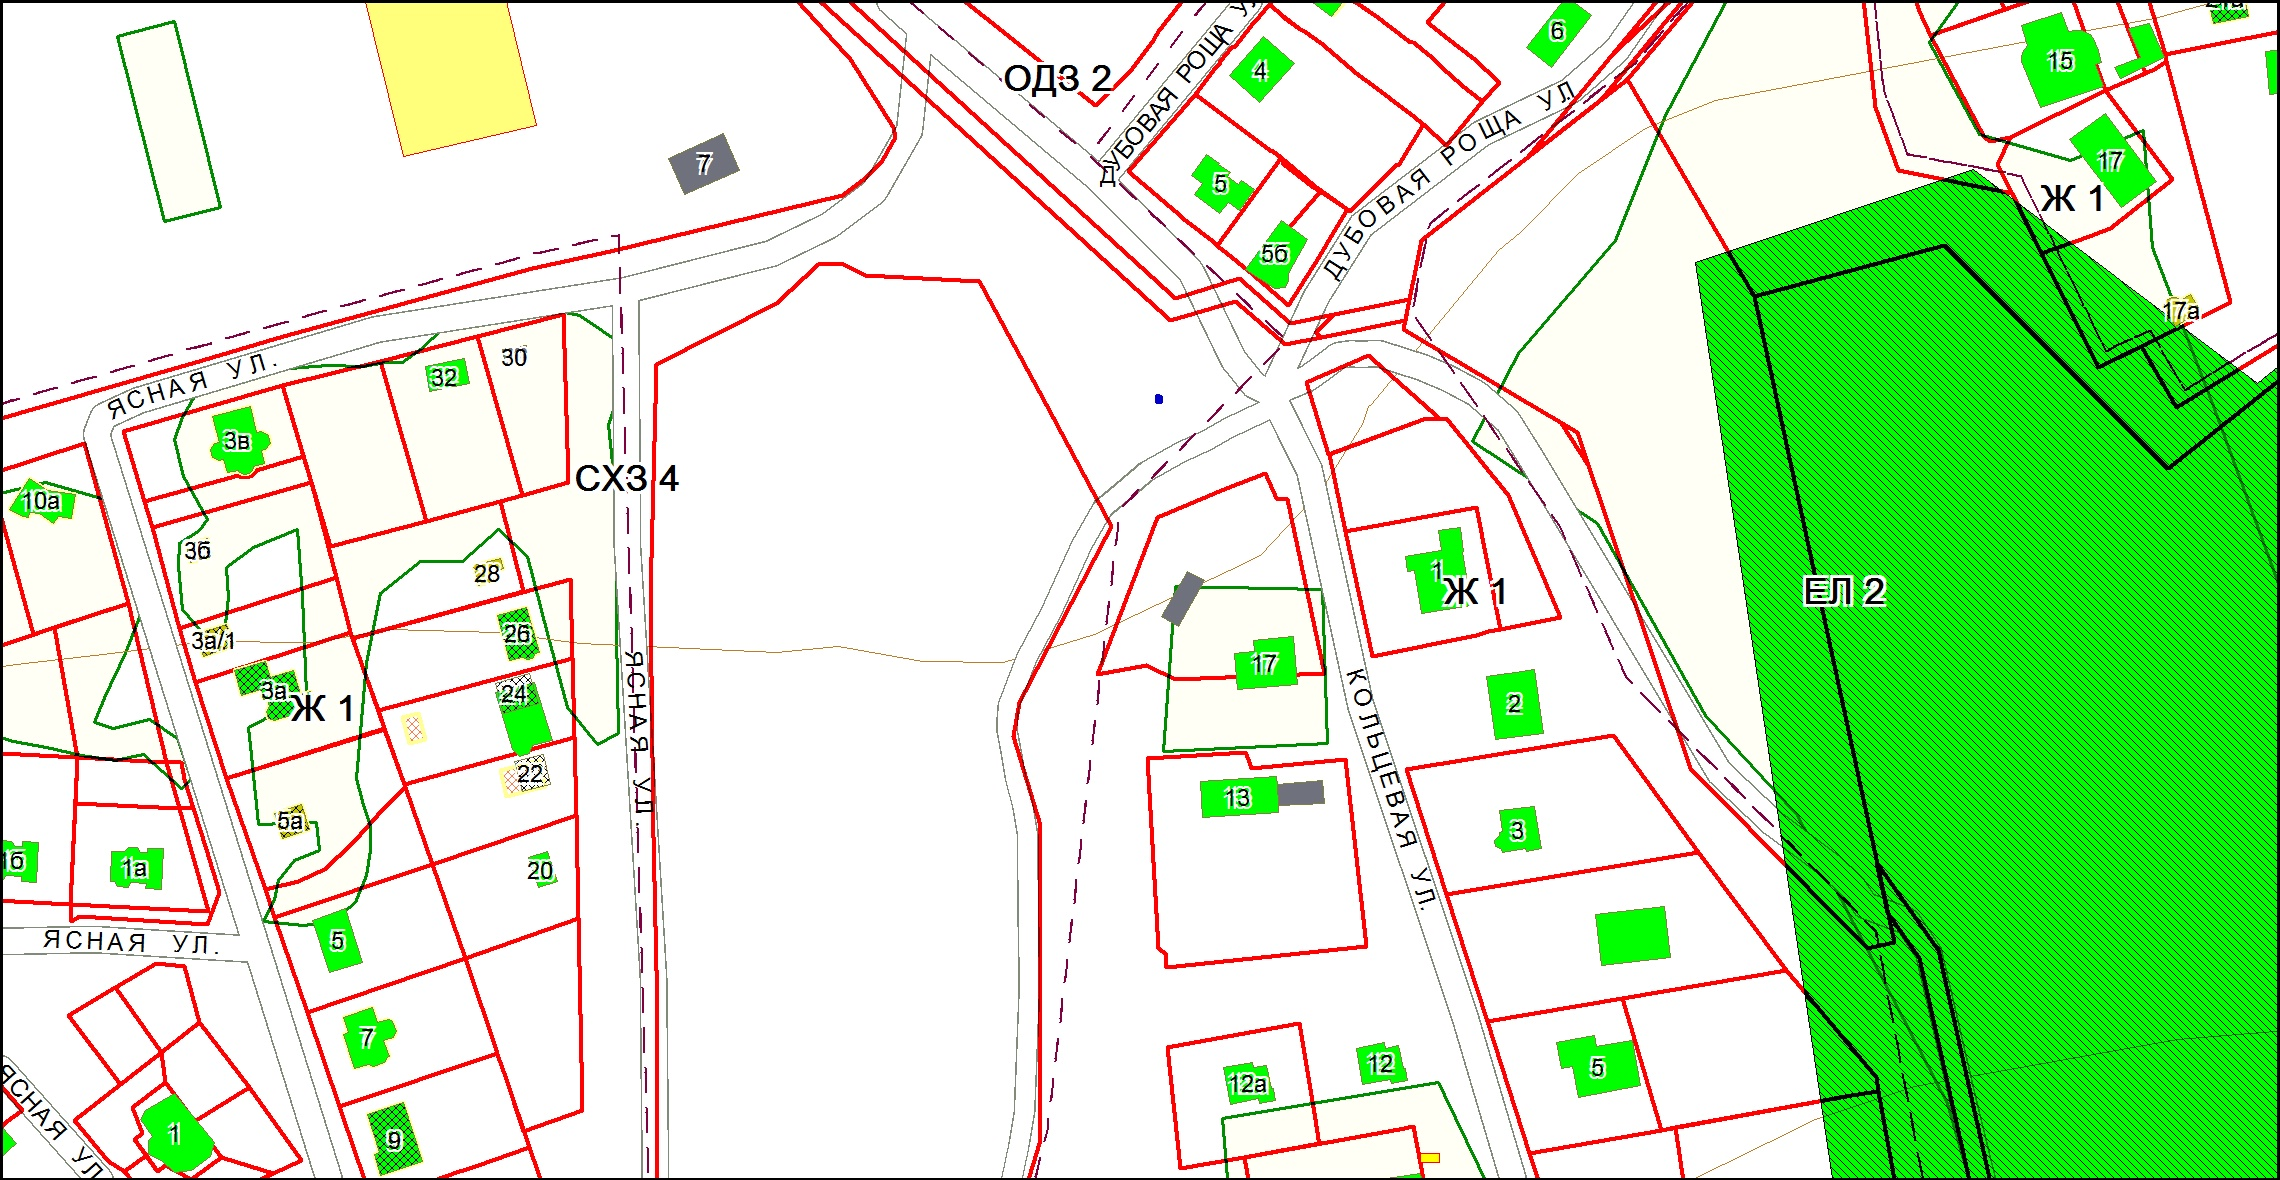 ОДЗ 2
ДУБОВАЯ РОЩА
4
6
ДУБОВАЯ РОЩА УЛ
15
17
Ж 1
17а
7
5
5б
ЯСНАЯ УЛ.
32
30
3в
СХЗ 4
10а
3б
28
3а/1
26
3а
Ж 1
24
22
ЯСНАЯ УЛ.
5а
20
1б
1а
5
ЯСНАЯ УЛ.
7
ЯСНАЯ УЛ
1
9
1
Ж 1
ЕЛ 2
17
КОЛЬЦЕВАЯ УЛ.
2
13
3
12а
12
5